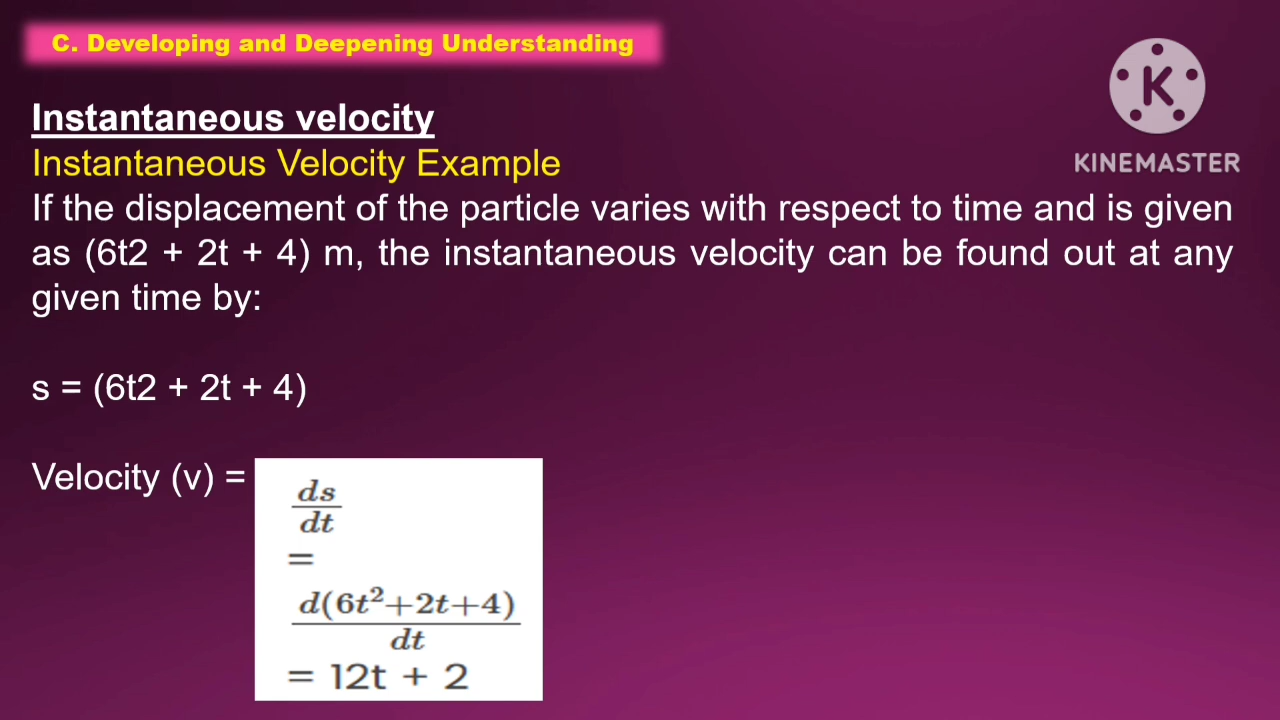 C. Developing and Deepening Understanding
K
KINEMASTER
Instantaneous velocity
Instantaneous Velocity Example
If the displacement of the particle varies with respect to time and is given
as (6t2 + 2t + 4) m, the instantaneous velocity can be found out at any
given time by:
s = (6t2 + 2t + 4)
Velocity (v) =
ds
dt
=
d(6t²+2t+4)
dt
= 12t + 2